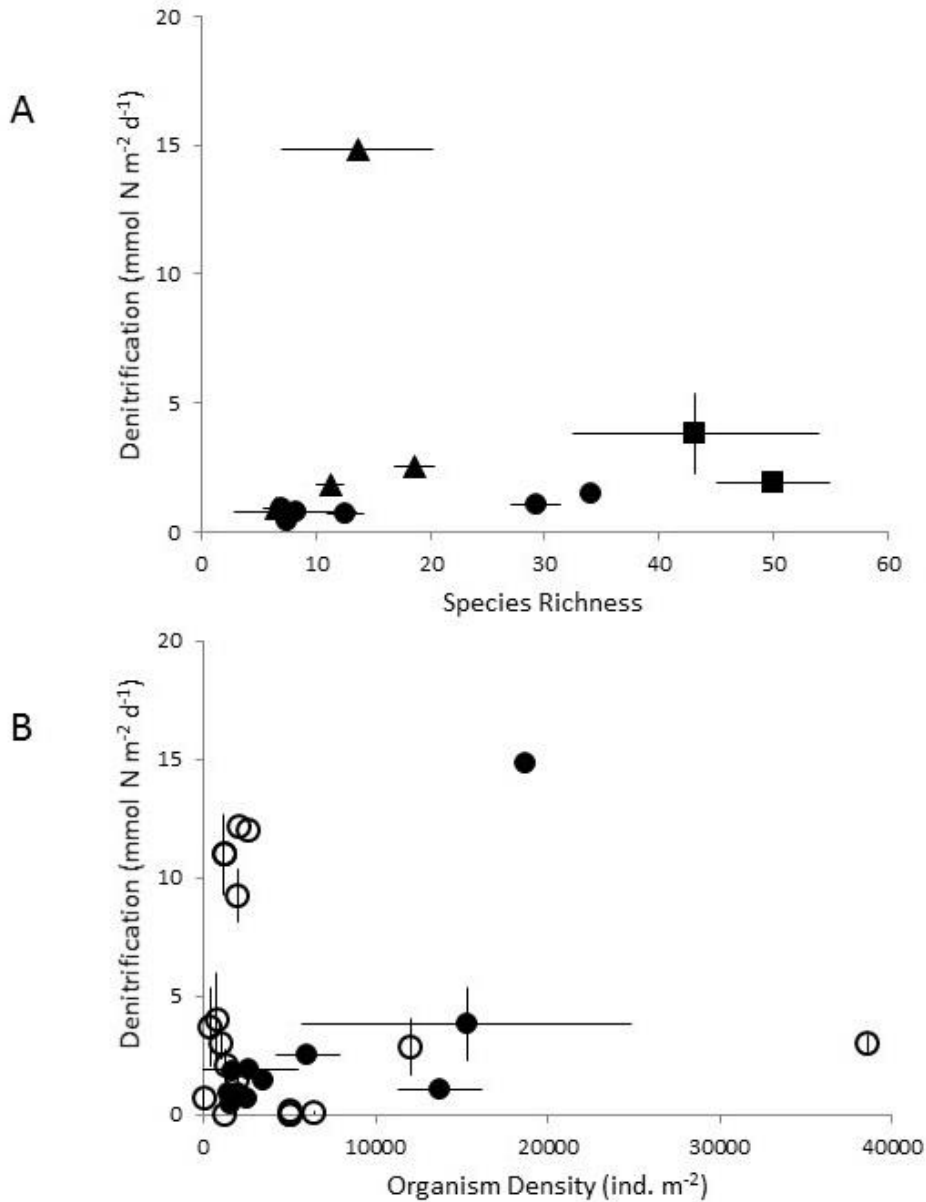 A
Denitrification (mmol N m⁻² d⁻¹)
20
15
10
5
0
0 10 20 30 40 50 60
Species Richness
B
Denitrification (mmol N m⁻² d⁻¹)
20
15
10
5
0
0 10000 20000 30000 40000
Organism Density (ind. m⁻²)